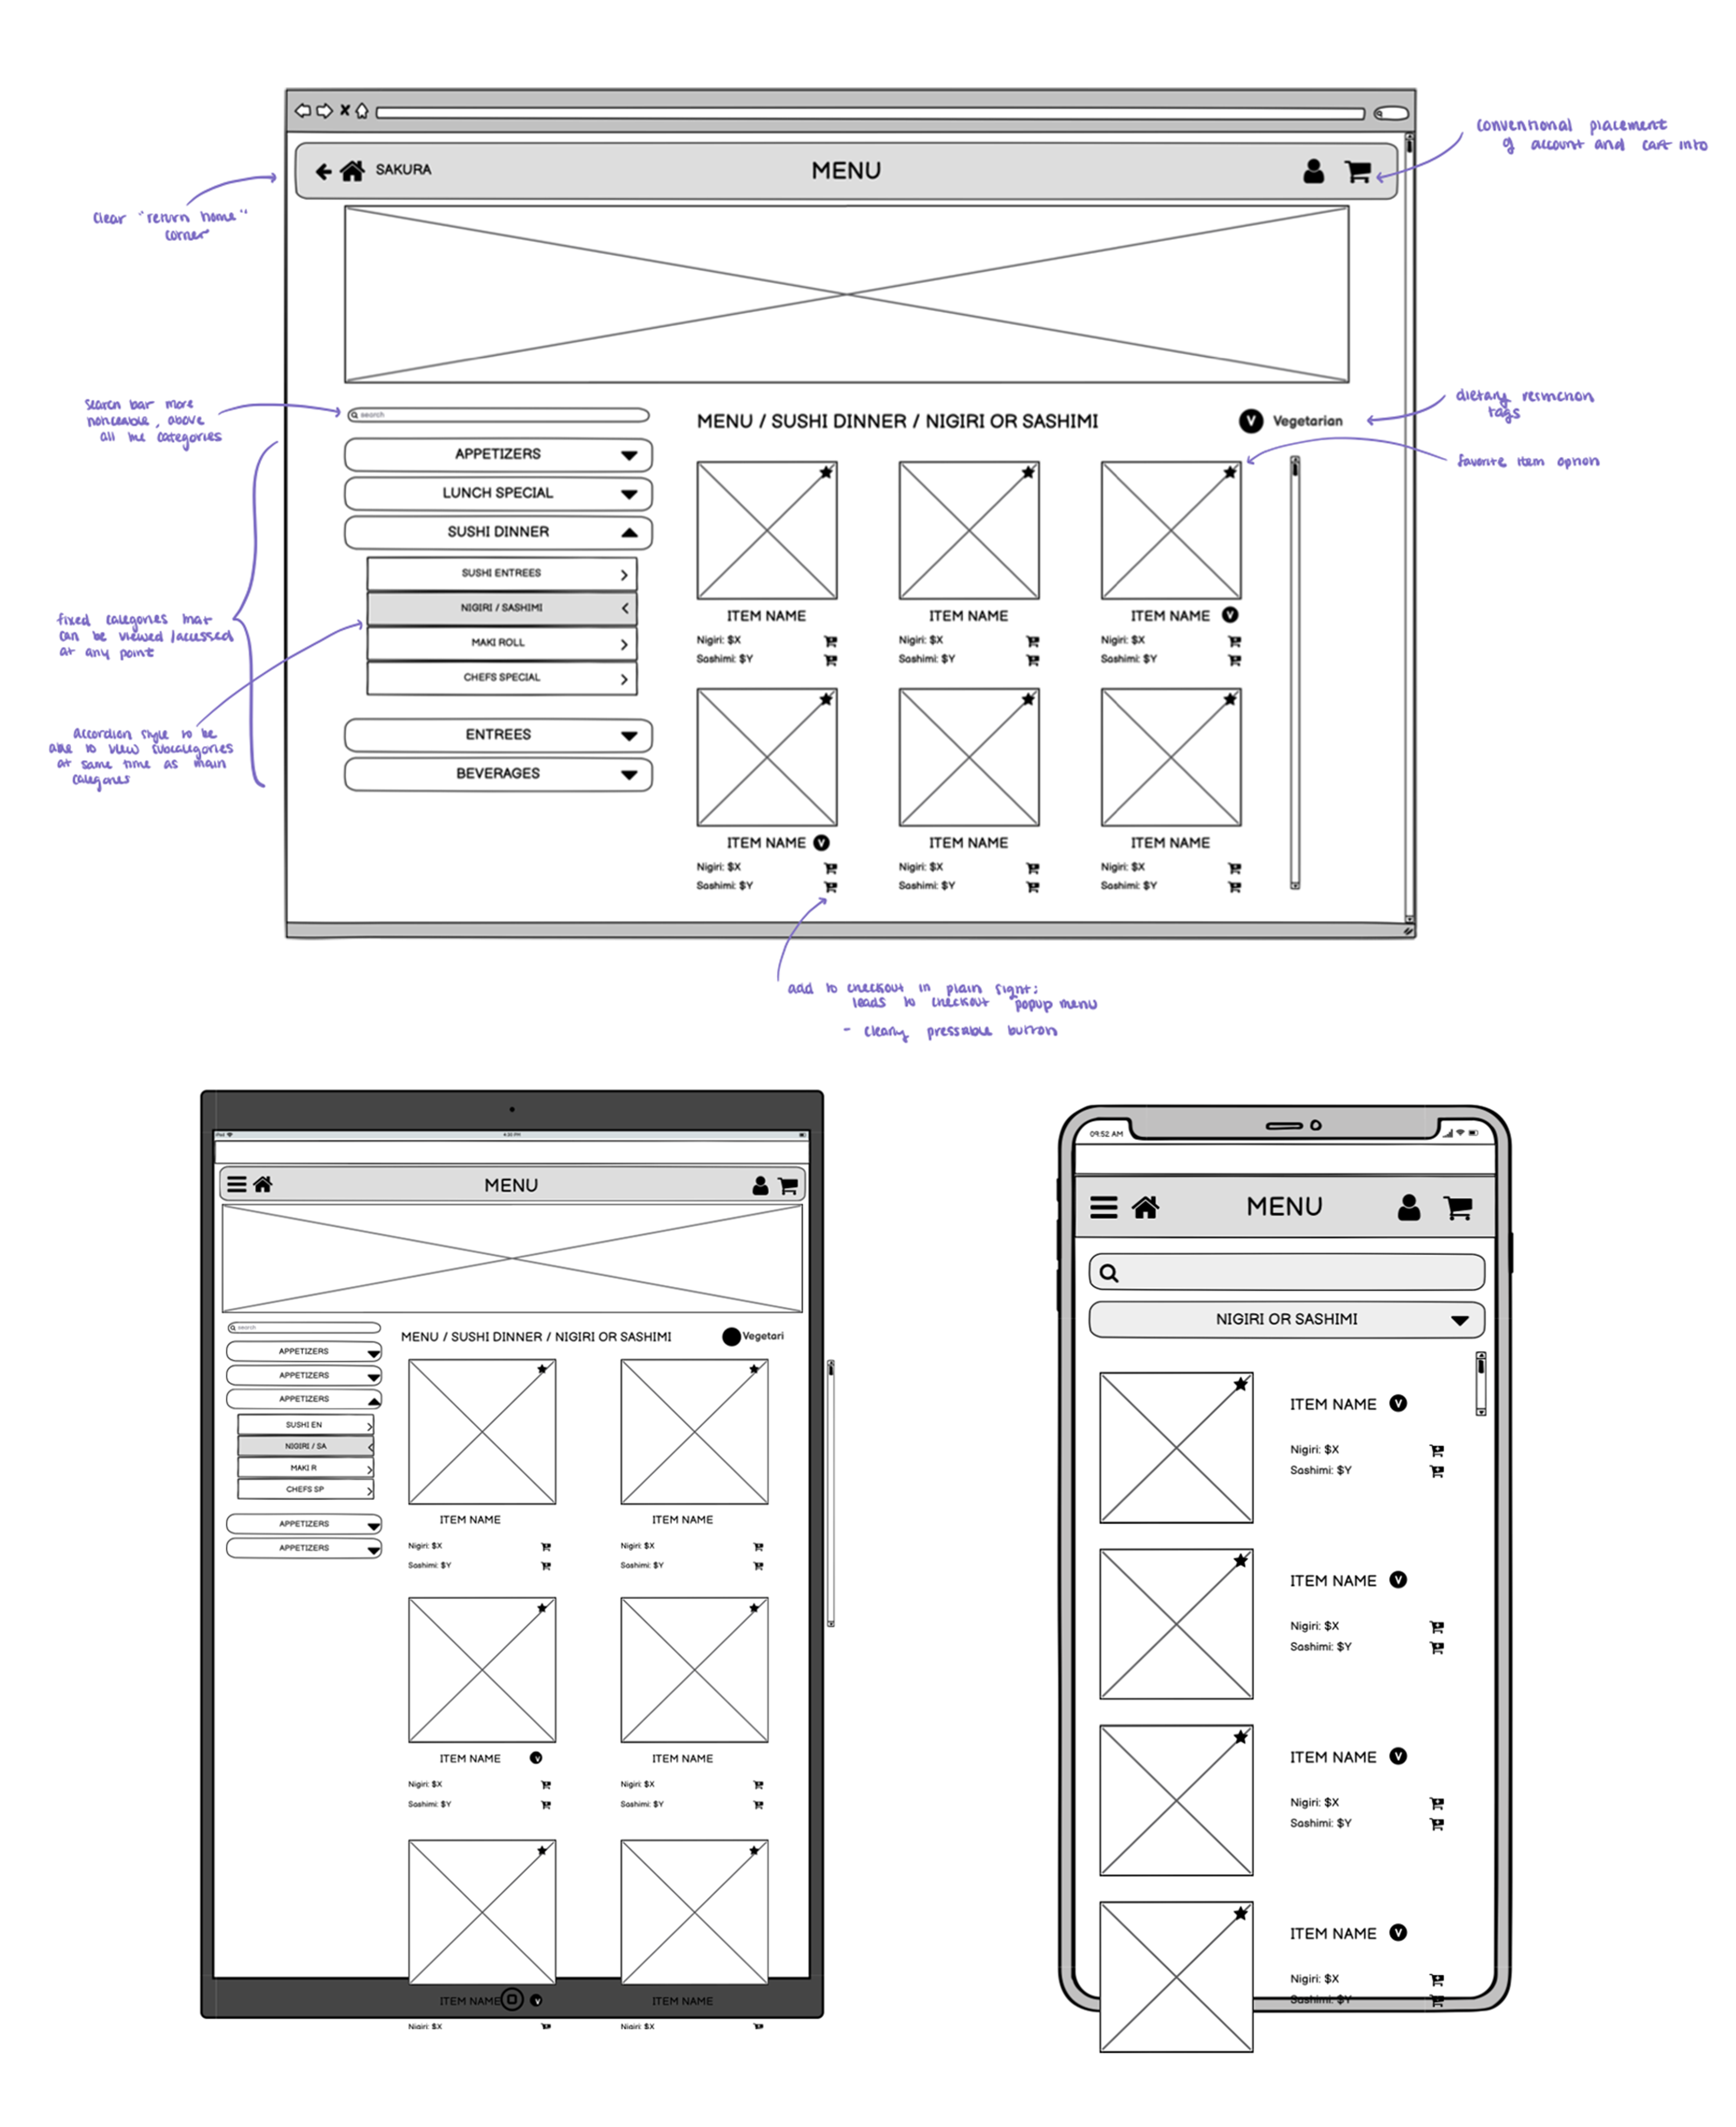 SAKURA
MENU
conventional placement
of account and cart info
clear "return home"
corner
search bar more
noticeable, above
all the categories
search
MENU / SUSHI DINNER / NIGIRI OR SASHIMI
V Vegetarian
dietary restriction
tags
favorite item option
APPETIZERS
LUNCH SPECIAL
SUSHI DINNER
SUSHI ENTREES
NIGIRI / SASHIMI
MAKI ROLL
CHEFS SPECIAL
ENTREES
BEVERAGES
fixed categories that
can be viewed/accessed
at any point
accordian style to be
able to view subcategories
at same time as main
categories
ITEM NAME
ITEM NAME
ITEM NAME V
Nigiri: $X
Nigiri: $X
Nigiri: $X
Sashimi: $Y
Sashimi: $Y
Sashimi: $Y
ITEM NAME V
ITEM NAME
ITEM NAME
Nigiri: $X
Nigiri: $X
Nigiri: $X
Sashimi: $Y
Sashimi: $Y
Sashimi: $Y
add to checkout in plain sight;
leads to checkout popup menu
- clearly pressable button
iPad
4:30 PM
MENU
search
MENU / SUSHI DINNER / NIGIRI OR SASHIMI
Vegetari
APPETIZERS
APPETIZERS
APPETIZERS
SUSHI EN
NIGIRI / SA
MAKI R
CHEFS SP
APPETIZERS
APPETIZERS
ITEM NAME
ITEM NAME
Nigiri: $X
Nigiri: $X
Sashimi: $Y
Sashimi: $Y
ITEM NAME V
ITEM NAME
Nigiri: $X
Nigiri: $X
Sashimi: $Y
Sashimi: $Y
ITEM NAME V
ITEM NAME
Nigiri: $X
Nigiri: $X
09:52 AM
MENU
NIGIRI OR SASHIMI
ITEM NAME V
Nigiri: $X
Sashimi: $Y
ITEM NAME V
Nigiri: $X
Sashimi: $Y
ITEM NAME V
Nigiri: $X
Sashimi: $Y
ITEM NAME V
Nigiri: $X
Sashimi: $Y